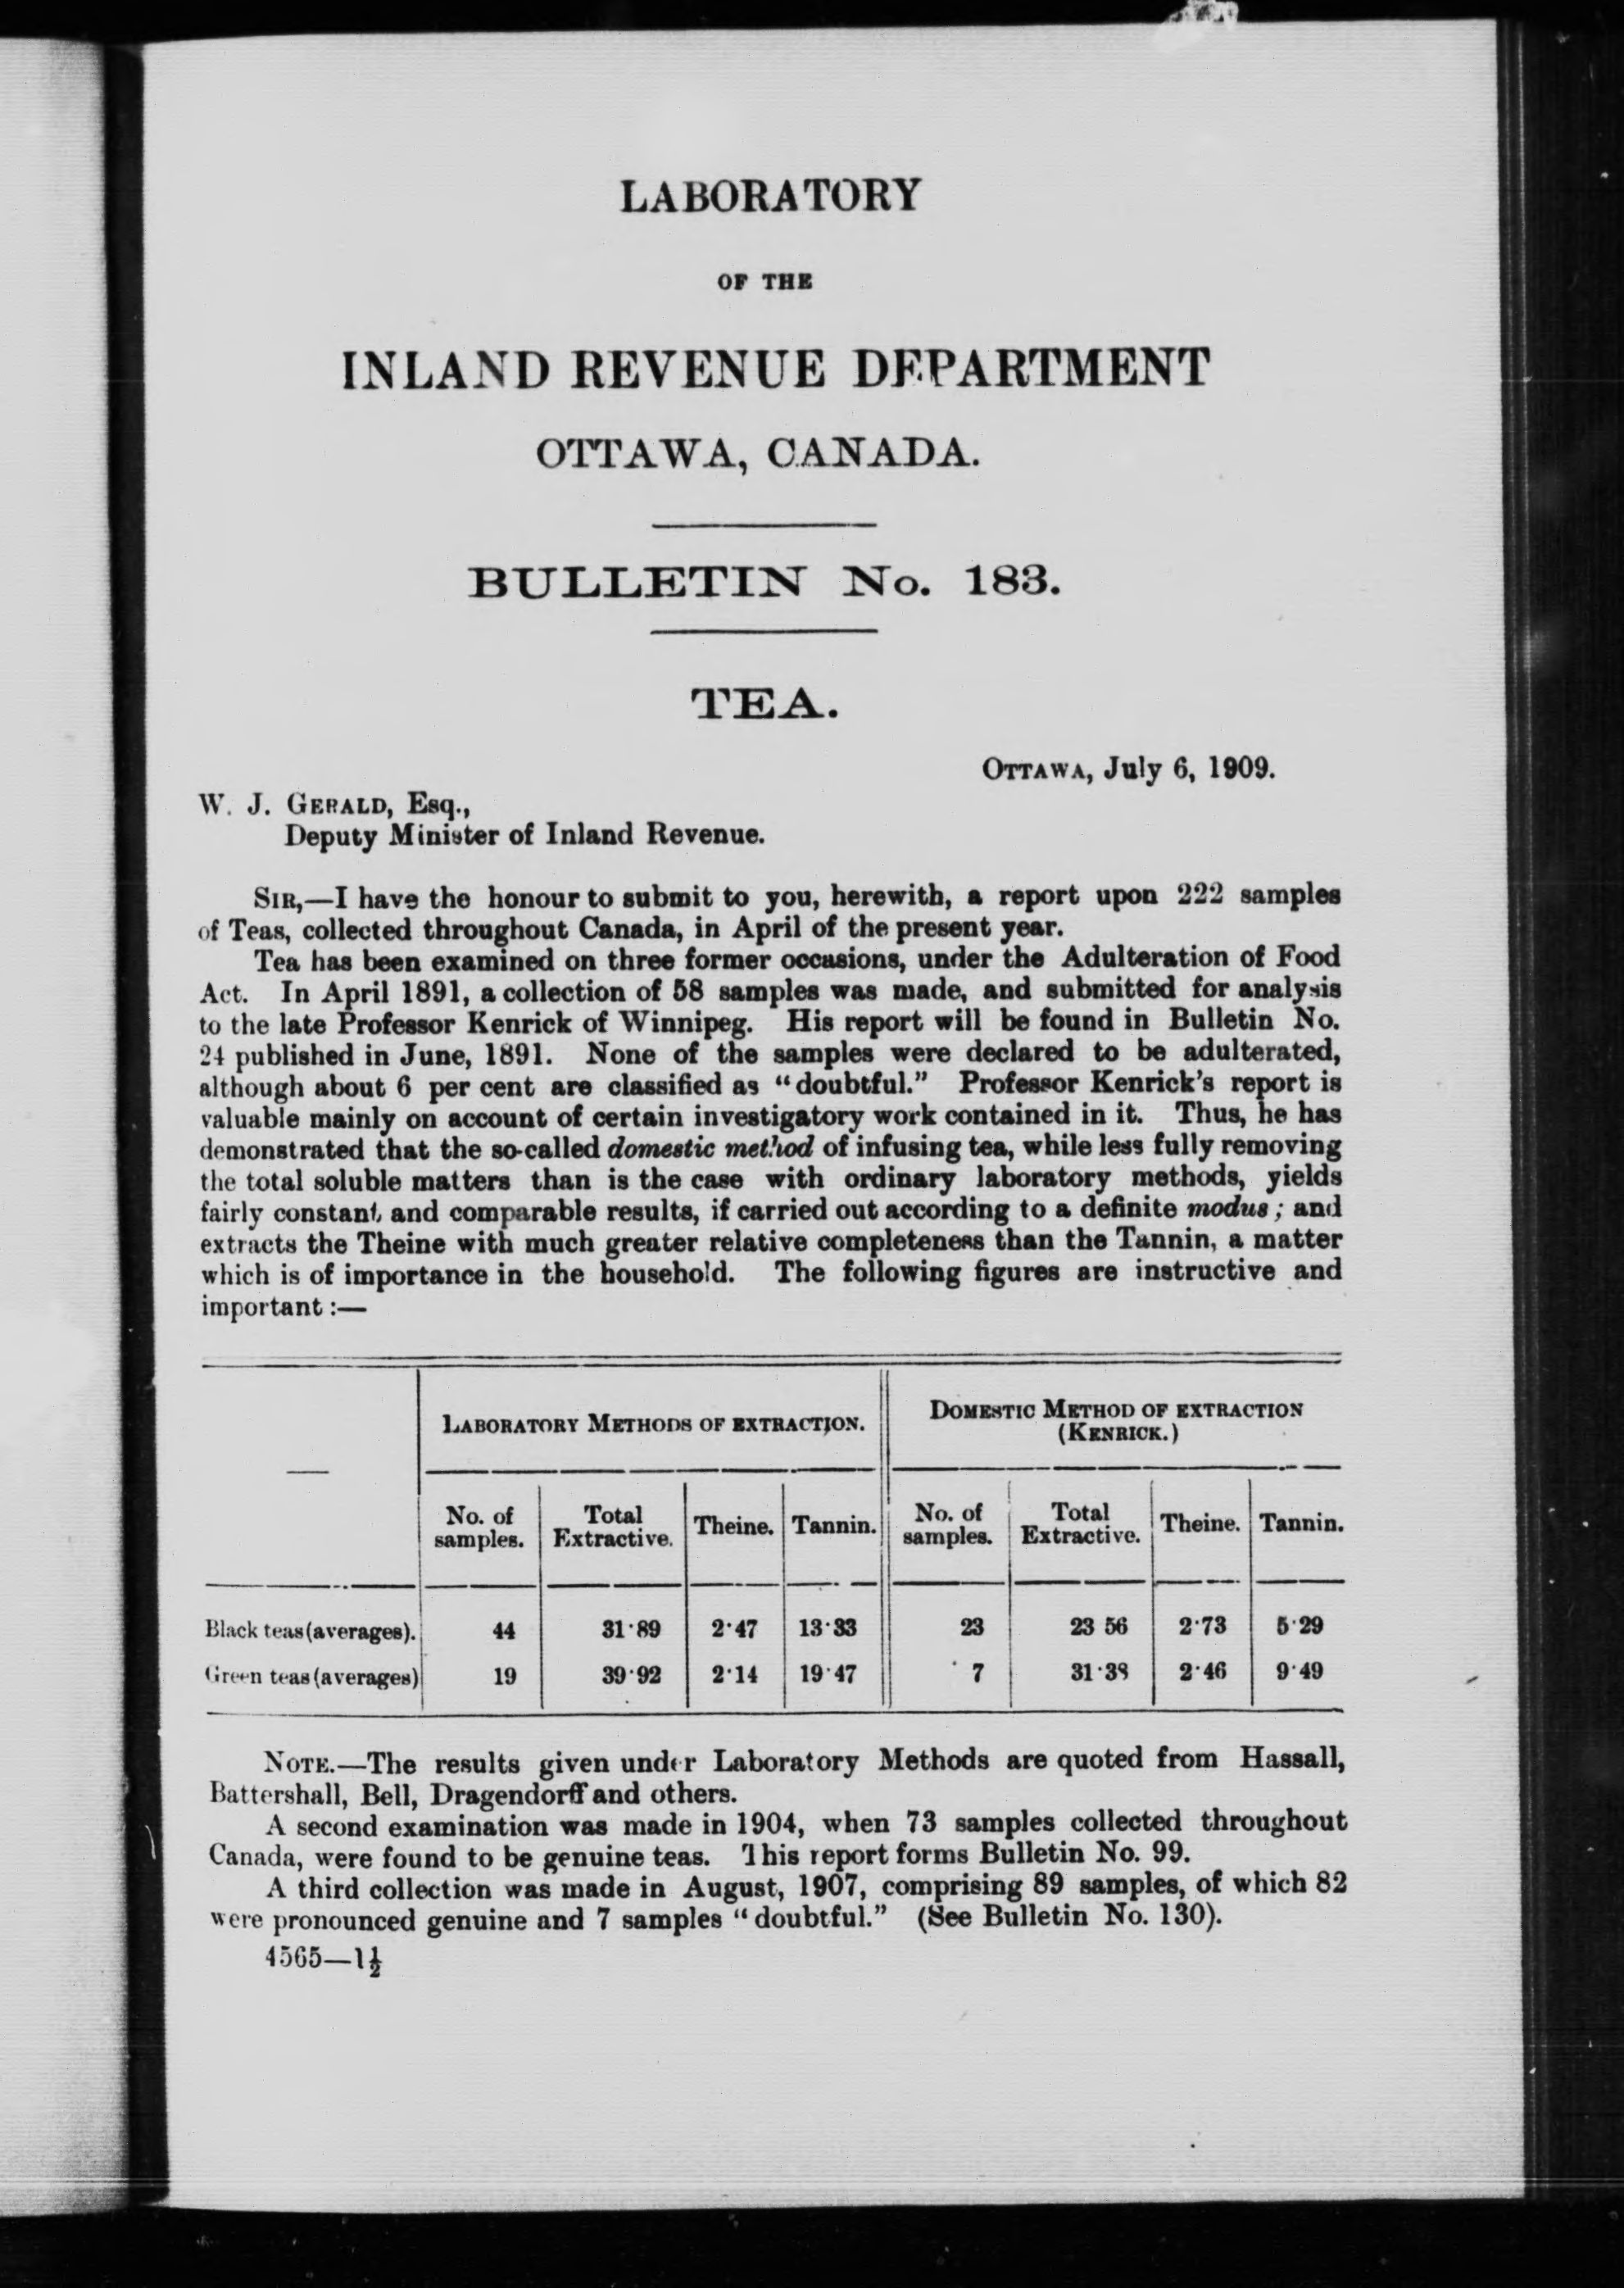 LABORATORY
OF THE
INLAND REVENUE DEPARTMENT
OTTAWA, CANADA.
BULLETIN No. 183.
TEA.
OTTAWA, July 6, 1909.
W. J. GERALD, Esq.,
Deputy Minister of Inland Revenue.
SIR,—I have the honour to submit to you, herewith, a report upon 222 samples
of Teas, collected throughout Canada, in April of the present year.
Tea has been examined on three former occasions, under the Adulteration of Food
Act. In April 1891, a collection of 58 samples was made, and submitted for analysis
to the late Professor Kenrick of Winnipeg. His report will be found in Bulletin No.
24 published in June, 1891. None of the samples were declared to be adulterated,
although about 6 per cent are classified as "doubtful." Professor Kenrick's report is
valuable mainly on account of certain investigatory work contained in it. Thus, he has
demonstrated that the so-called domestic method of infusing tea, while less fully removing
the total soluble matters than is the case with ordinary laboratory methods, yields
fairly constant and comparable results, if carried out according to a definite modus; and
extracts the Theine with much greater relative completeness than the Tannin, a matter
which is of importance in the household. The following figures are instructive and
important:—
— LABORATORY METHODS OF EXTRACTION. DOMESTIC METHOD OF EXTRACTION
(KENRICK.)
No. of samples. Total Extractive. Theine. Tannin. No. of samples. Total Extractive. Theine. Tannin.
Black teas (averages). 44 31·89 2·47 13·33 23 23 56 2·73 5·29
Green teas (averages) 19 39·92 2·14 19·47 7 31·38 2·46 9·49
NOTE.—The results given under Laboratory Methods are quoted from Hassall,
Battershall, Bell, Dragendorff and others.
A second examination was made in 1904, when 73 samples collected throughout
Canada, were found to be genuine teas. This report forms Bulletin No. 99.
A third collection was made in August, 1907, comprising 89 samples, of which 82
were pronounced genuine and 7 samples "doubtful." (See Bulletin No. 130).
4565—1½